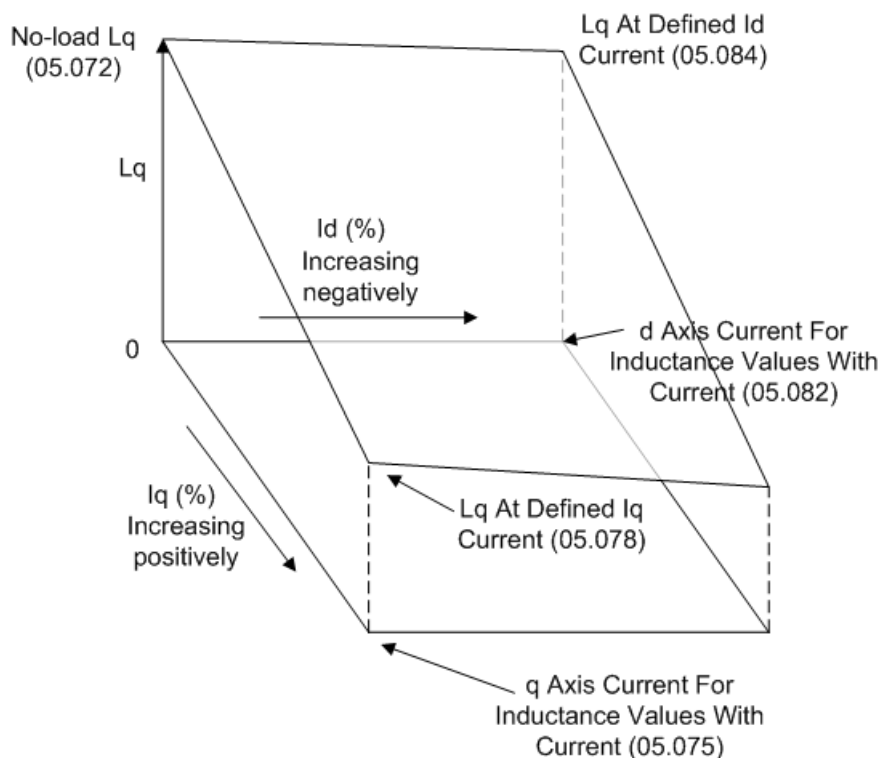 No-load Lq
(05.072)
Lq At Defined Id
Current (05.084)
Lq
Id (%)
Increasing
negatively
0
d Axis Current For
Inductance Values With
Current (05.082)
Iq (%)
Increasing
positively
Lq At Defined Iq
Current (05.078)
q Axis Current For
Inductance Values With
Current (05.075)